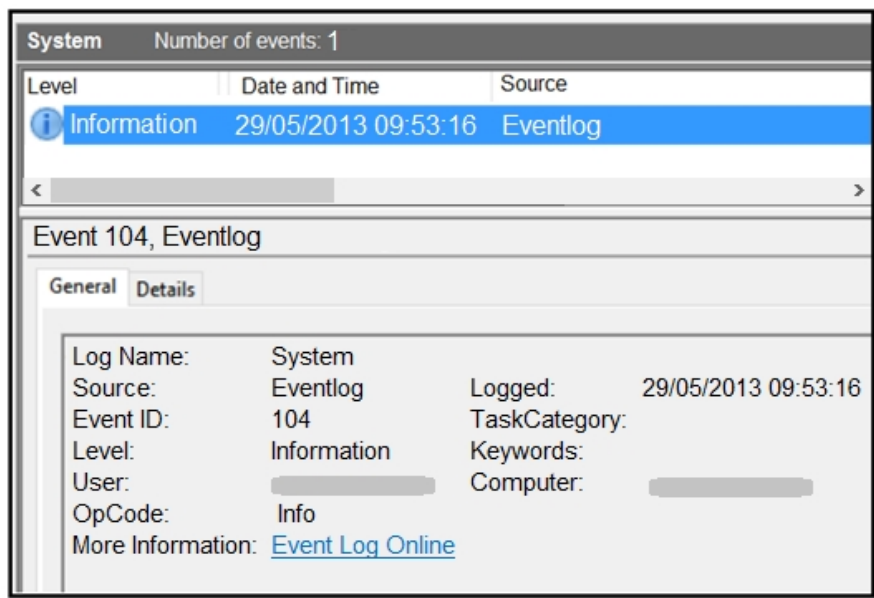 System Number of events: 1
Level Date and Time Source
Information 29/05/2013 09:53:16 Eventlog
Event 104, Eventlog
General Details
Log Name: System
Source: Eventlog Logged: 29/05/2013 09:53:16
Event ID: 104 TaskCategory:
Level: Information Keywords:
User: Computer:
OpCode: Info
More Information: Event Log Online